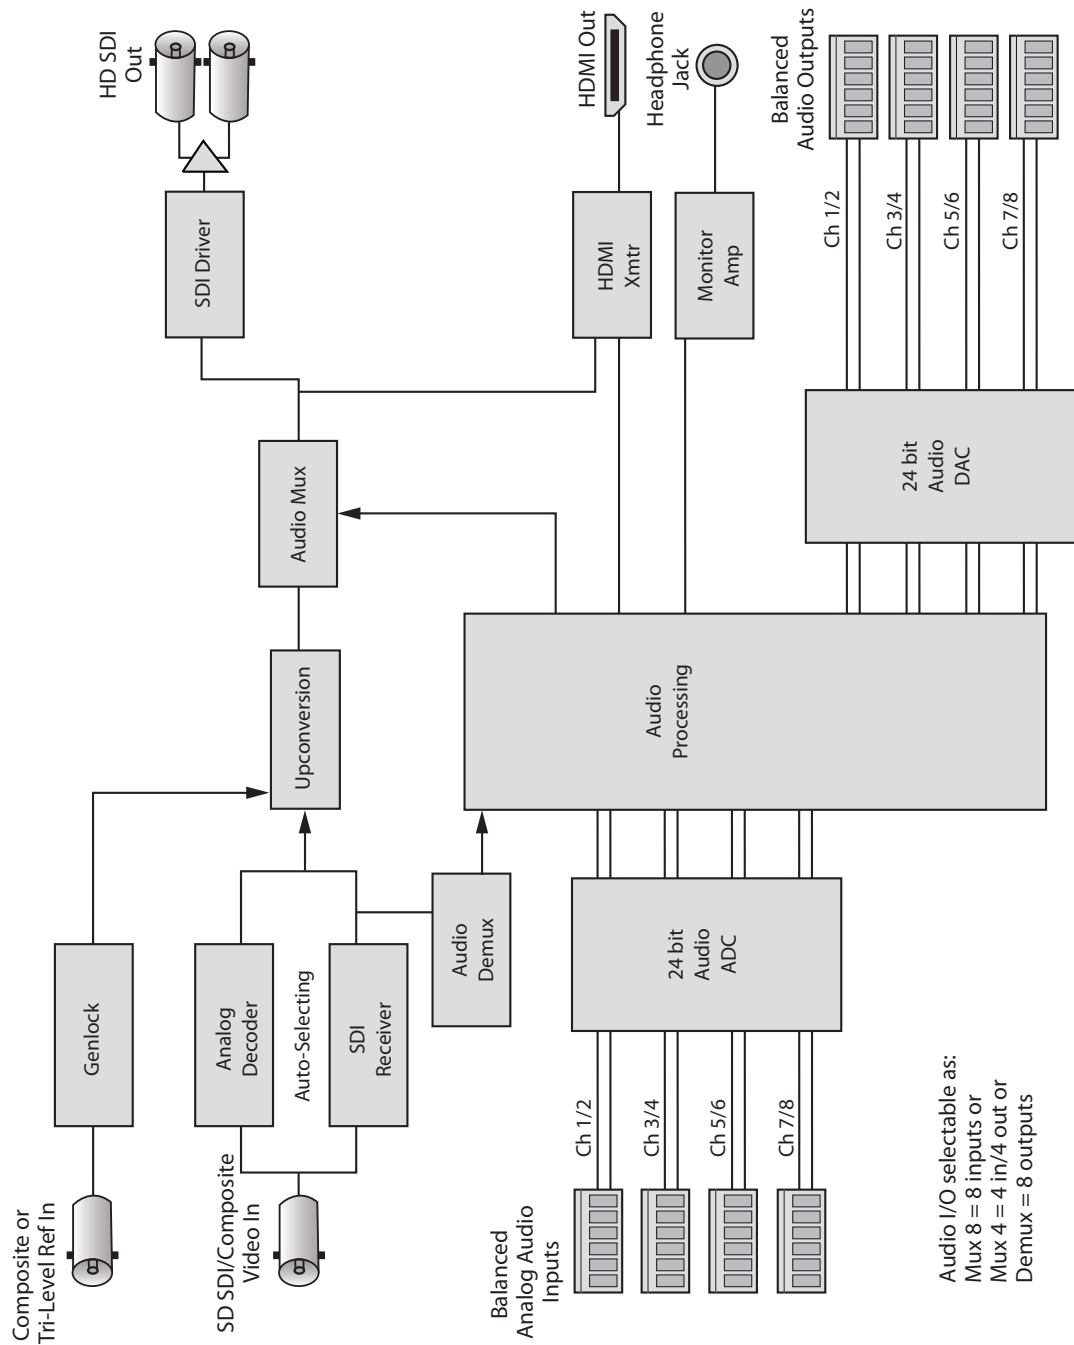 Composite or
Tri-Level Ref In
Genlock
SD SDI/Composite
Video In
Analog
Decoder
Auto-Selecting
SDI
Receiver
Audio
Demux
Upconversion
Audio Mux
SDI Driver
HD SDI
Out
HDMI
Xmtr
HDMI Out
Monitor
Amp
Headphone
Jack
Balanced
Analog Audio
Inputs
Ch 1/2
Ch 3/4
Ch 5/6
Ch 7/8
24 bit
Audio
ADC
Audio
Processing
24 bit
Audio
DAC
Ch 1/2
Ch 3/4
Ch 5/6
Ch 7/8
Balanced
Audio Outputs
Audio I/O selectable as:
Mux 8 = 8 inputs or
Mux 4 = 4 in/4 out or
Demux = 8 outputs